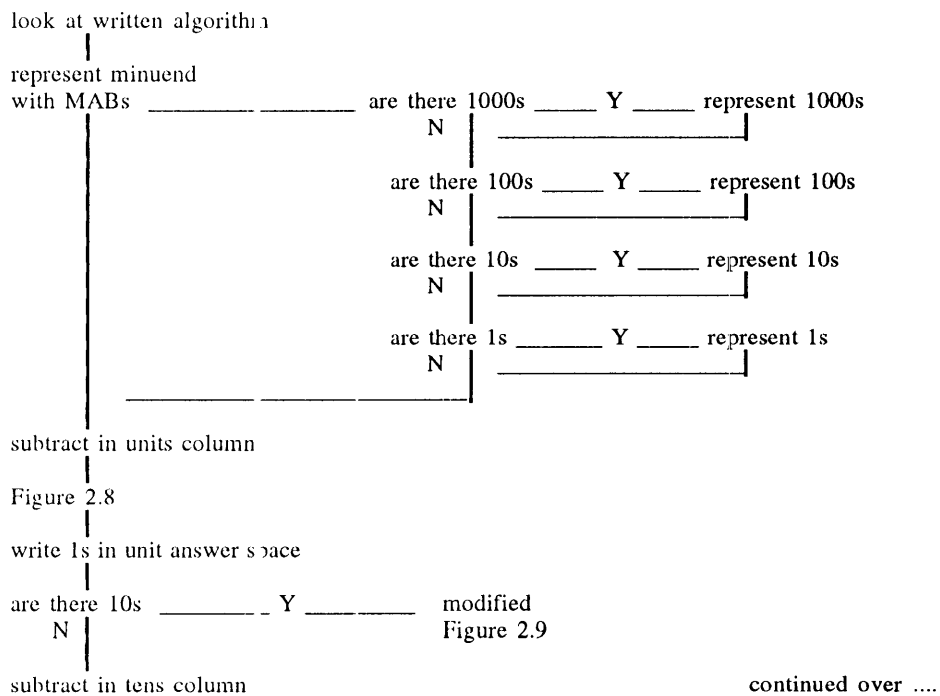 look at written algorithm
represent minuend
with MABs are there 1000s Y represent 1000s
N
are there 100s Y represent 100s
N
are there 10s Y represent 10s
N
are there 1s Y represent 1s
N
subtract in units column
Figure 2.8
write 1s in unit answer space
are there 10s Y modified
N Figure 2.9
subtract in tens column continued over ....